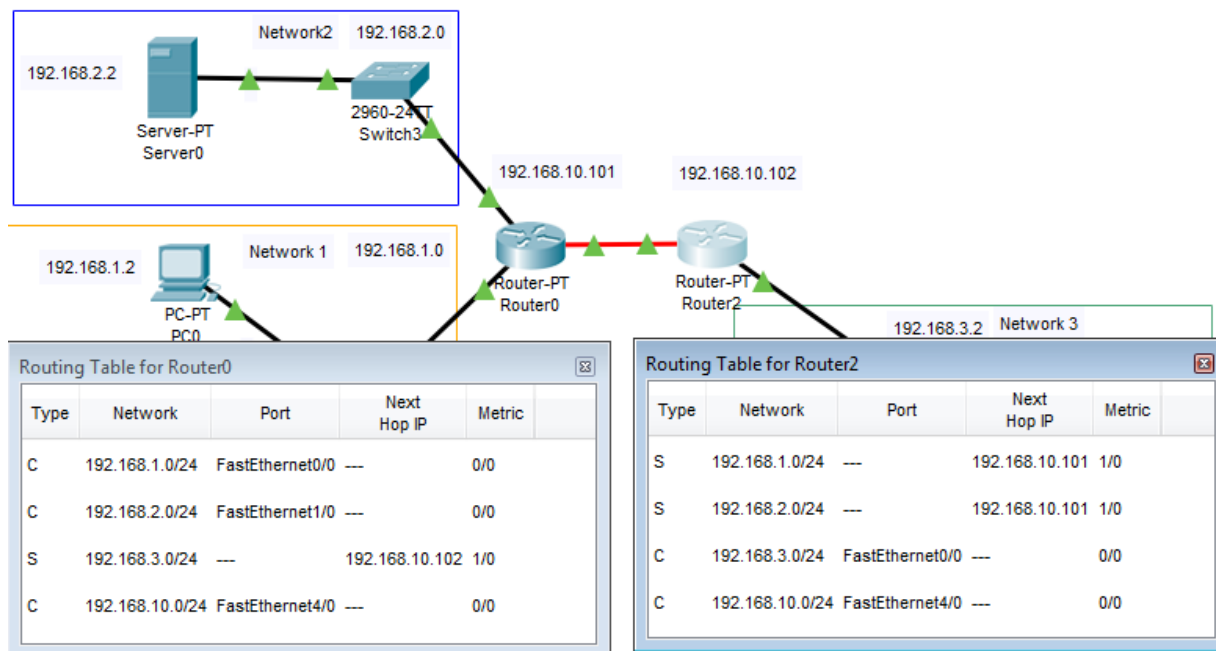 Network2 192.168.2.0
192.168.2.2
2960-24TT
Switch3
Server-PT
Server0
192.168.10.101 192.168.10.102
Network 1 192.168.1.0
192.168.1.2
Router-PT
Router0
Router-PT
Router2
PC-PT
PC0
192.168.3.2 Network 3
Routing Table for Router0
Type Network Port Next Hop IP Metric
C 192.168.1.0/24 FastEthernet0/0 --- 0/0
C 192.168.2.0/24 FastEthernet1/0 --- 0/0
S 192.168.3.0/24 --- 192.168.10.102 1/0
C 192.168.10.0/24 FastEthernet4/0 --- 0/0
Routing Table for Router2
Type Network Port Next Hop IP Metric
S 192.168.1.0/24 --- 192.168.10.101 1/0
S 192.168.2.0/24 --- 192.168.10.101 1/0
C 192.168.3.0/24 FastEthernet0/0 --- 0/0
C 192.168.10.0/24 FastEthernet4/0 --- 0/0